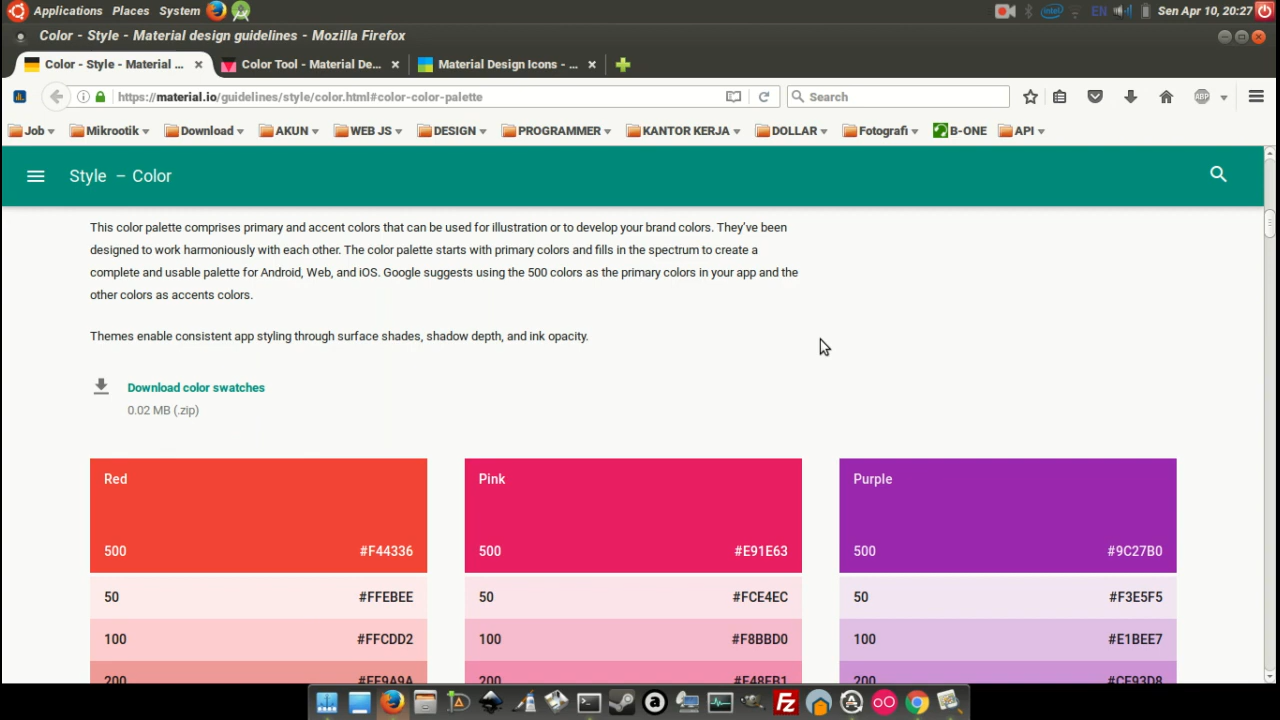 Applications Places System
EN Sen Apr 10, 20:27
Color - Style - Material design guidelines - Mozilla Firefox
Color - Style - Material ... Color Tool - Material De... Material Design Icons - ...
https://material.io/guidelines/style/color.html#color-color-palette Search ABP
Job Mikrootik Download AKUN WEB JS DESIGN PROGRAMMER KANTOR KERJA DOLLAR Fotografi B-ONE API
Style – Color
This color palette comprises primary and accent colors that can be used for illustration or to develop your brand colors. They’ve been
designed to work harmoniously with each other. The color palette starts with primary colors and fills in the spectrum to create a
complete and usable palette for Android, Web, and iOS. Google suggests using the 500 colors as the primary colors in your app and the
other colors as accents colors.
Themes enable consistent app styling through surface shades, shadow depth, and ink opacity.
Download color swatches
0.02 MB (.zip)
Red Pink Purple
500 #F44336 500 #E91E63 500 #9C27B0
50 #FFEBEE 50 #FCE4EC 50 #F3E5F5
100 #FFCDD2 100 #F8BBD0 100 #E1BEE7
200 #EF9A9A 200 #F48FB1 200 #CE93D8